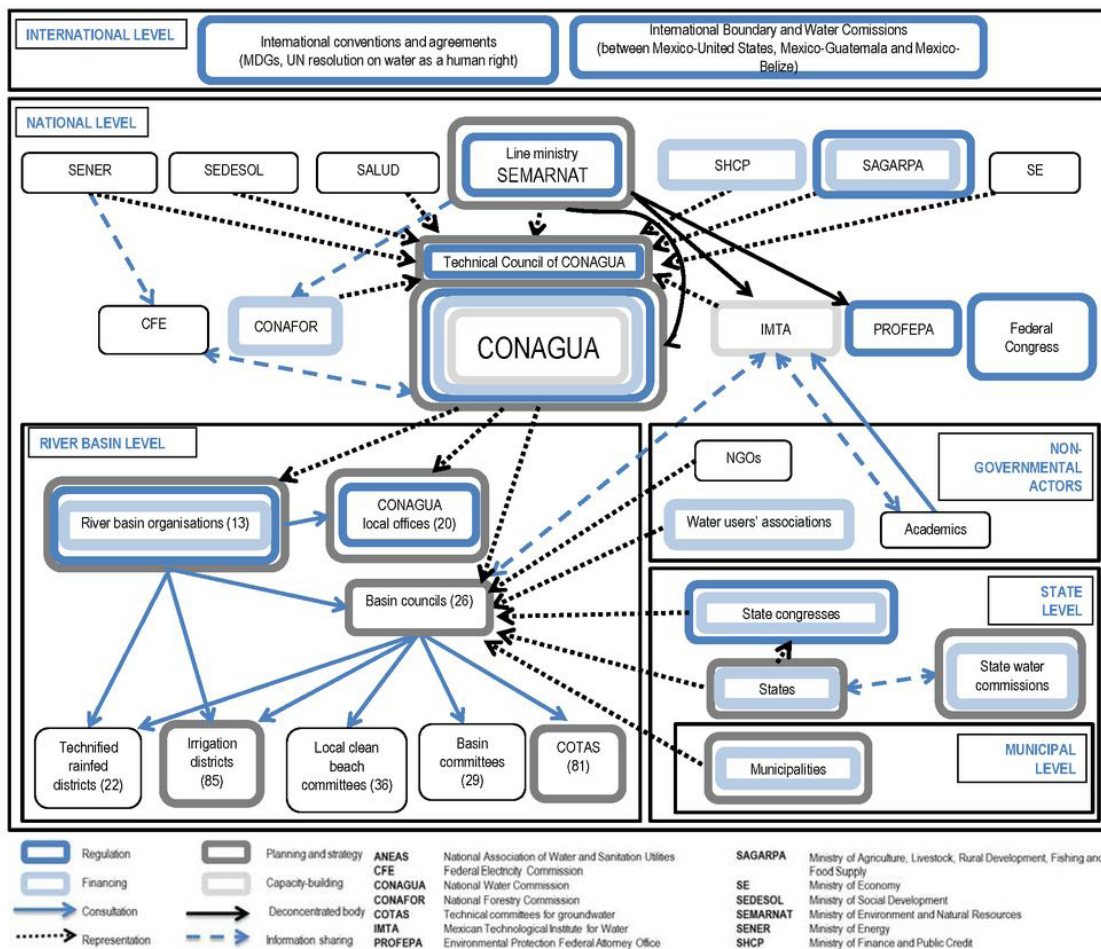 INTERNATIONAL LEVEL
International conventions and agreements
(MDGs, UN resolution on water as a human right)
International Boundary and Water Comissions
(between Mexico-United States, Mexico-Guatemala and Mexico-
Belize)
NATIONAL LEVEL
SENER
SEDESOL
SALUD
Line ministry
SEMARNAT
SHCP
SAGARPA
SE
Technical Council of CONAGUA
CFE
CONAFOR
CONAGUA
IMTA
PROFEPA
Federal
Congress
RIVER BASIN LEVEL
River basin organisations (13)
CONAGUA
local offices (20)
Basin councils (26)
Technified
rainfed
districts (22)
Irrigation
districts
(85)
Local clean
beach
committees (36)
Basin
committees
(29)
COTAS
(81)
NGOs
NON-
GOVERNMENTAL
ACTORS
Water users' associations
Academics
STATE
LEVEL
State congresses
States
State water
commissions
MUNICIPAL
LEVEL
Municipalities
Regulation
Financing
Consultation
Representation
Planning and strategy
Capacity-building
Deconcentrated body
Information sharing
ANEAS National Association of Water and Sanitation Utilities
CFE Federal Electricity Commission
CONAGUA National Water Commission
CONAFOR National Forestry Commission
COTAS Technical committees for groundwater
IMTA Mexican Technological Institute for Water
PROFEPA Environmental Protection Federal Attorney Office
SAGARPA Ministry of Agriculture, Livestock, Rural Development, Fishing and
Food Supply
SE Ministry of Economy
SEDESOL Ministry of Social Development
SEMARNAT Ministry of Environment and Natural Resources
SENER Ministry of Energy
SHCP Ministry of Finance and Public Credit